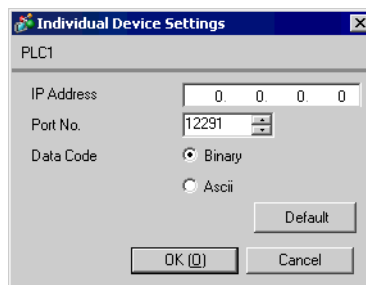 Individual Device Settings
PLC1
IP Address 0. 0. 0. 0
Port No. 12291
Data Code Binary
Ascii
Default
OK (O) Cancel